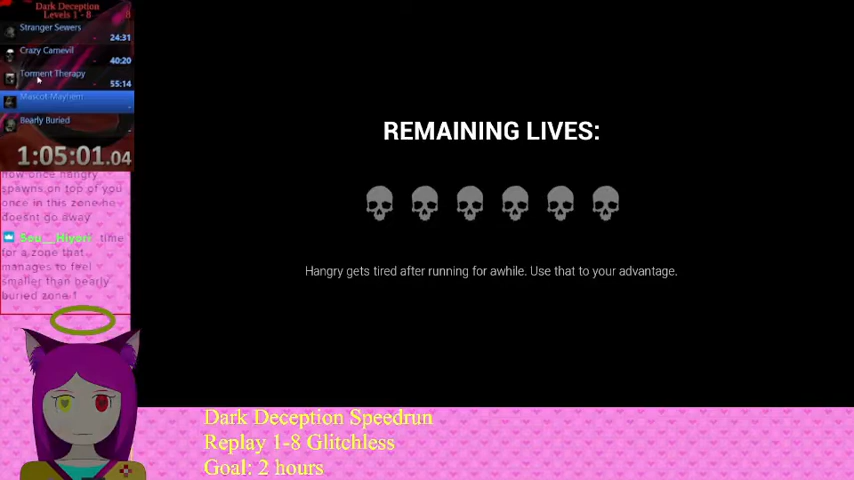 Dark Deception
Levels 1 - 8
8
Stranger Sewers
24:31
Crazy Carnevil
40:20
Torment Therapy
55:14
Mascot Mayhem
Bearly Buried
1:05:01.04
now once hangry
spawns on top of you
once in this zone he
doesnt go away
Sou__Hiyori: time
for a zone that
manages to feel
smaller than bearly
buried zone 1
REMAINING LIVES:
Hangry gets tired after running for awhile. Use that to your advantage.
Dark Deception Speedrun
Replay 1-8 Glitchless
Goal: 2 hours